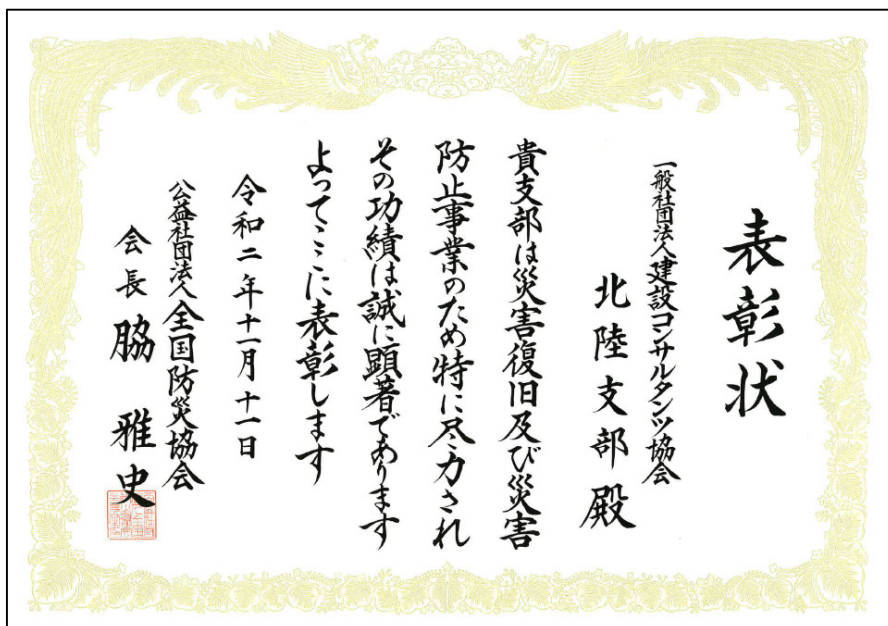 表彰状
一般社団法人建設コンサルタンツ協会
北陸支部殿
貴支部は災害復旧及び災害
防止事業のため特に尽力され
その功績は誠に顕著であります
よってここに表彰します
令和二年十一月十一日
公益社団法人全国防災協会
会長 脇 雅史